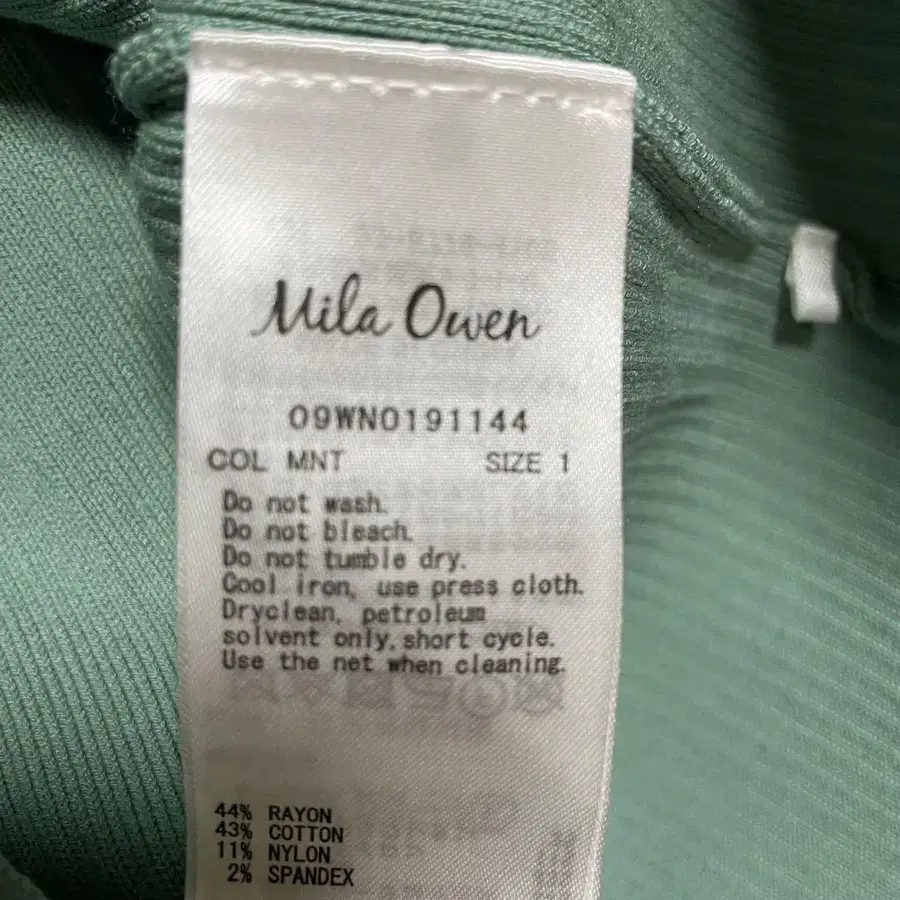 Mila Owen
09WN0191144
COL MNT SIZE 1
Do not wash.
Do not bleach.
Do not tumble dry.
Cool iron, use press cloth.
Dryclean, petroleum
solvent only, short cycle.
Use the net when cleaning.
44% RAYON
43% COTTON
11% NYLON
2% SPANDEX